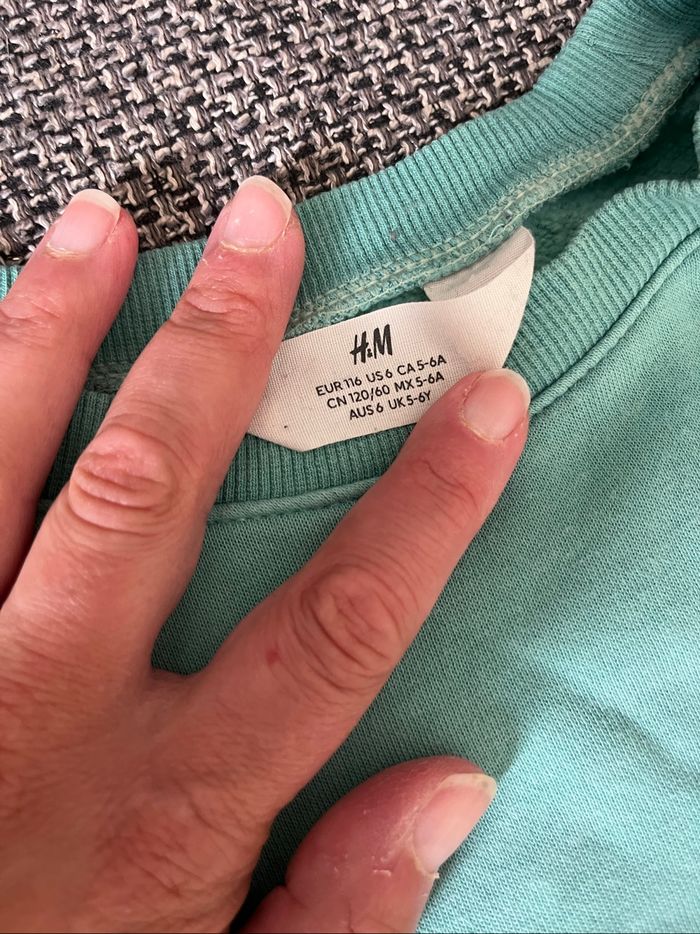 H&M
EUR 116 US 6 CA 5-6A
CN 120/60 MX 5-6A
AUS 6 UK 5-6Y